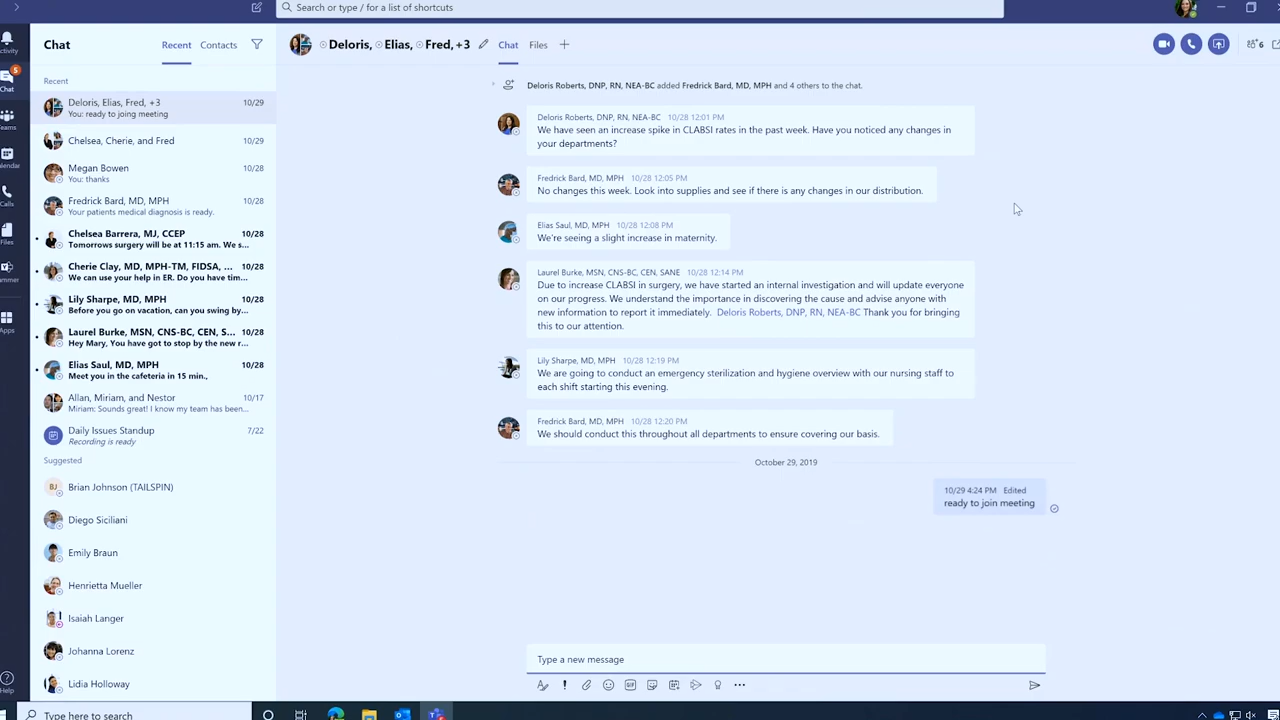 Search or type / for a list of shortcuts
Activity
Chat
5
Teams
Calendar
Calls
Files
Yammer
Apps
Help
Chat
Recent
Contacts
Recent
Deloris, Elias, Fred, +3
10/29
You: ready to joing meeting
Chelsea, Cherie, and Fred
10/29
Megan Bowen
10/28
You: thanks
Fredrick Bard, MD, MPH
10/28
Your patients medical diagnosis is ready.
Chelsea Barrera, MJ, CCEP
10/28
Tomorrows surgery will be at 11:15 am. We s...
Cherie Clay, MD, MPH-TM, FIDSA, ...
10/28
We can use your help in ER. Do you have tim...
Lily Sharpe, MD, MPH
10/28
Before you go on vacation, can you swing by...
Laurel Burke, MSN, CNS-BC, CEN, S...
10/28
Hey Mary, You have got to stop by the new r...
Elias Saul, MD, MPH
10/28
Meet you in the cafeteria in 15 min.,
Allan, Miriam, and Nestor
10/17
Miriam: Sounds great! I know my team has been...
Daily Issues Standup
7/22
Recording is ready
Suggested
BJ
Brian Johnson (TAILSPIN)
Diego Siciliani
Emily Braun
Henrietta Mueller
Isaiah Langer
Johanna Lorenz
Lidia Holloway
Deloris, Elias, Fred, +3
Chat
Files
6
Deloris Roberts, DNP, RN, NEA-BC added Fredrick Bard, MD, MPH and 4 others to the chat.
Deloris Roberts, DNP, RN, NEA-BC 10/28 12:01 PM
We have seen an increase spike in CLABSI rates in the past week. Have you noticed any changes in
your departments?
Fredrick Bard, MD, MPH 10/28 12:05 PM
No changes this week. Look into supplies and see if there is any changes in our distribution.
Elias Saul, MD, MPH 10/28 12:08 PM
We're seeing a slight increase in maternity.
Laurel Burke, MSN, CNS-BC, CEN, SANE 10/28 12:14 PM
Due to increase CLABSI in surgery, we have started an internal investigation and will update everyone
on our progress. We understand the importance in discovering the cause and advise anyone with
new information to report it immediately. Deloris Roberts, DNP, RN, NEA-BC Thank you for bringing
this to our attention.
Lily Sharpe, MD, MPH 10/28 12:19 PM
We are going to conduct an emergency sterilization and hygiene overview with our nursing staff to
each shift starting this evening.
Fredrick Bard, MD, MPH 10/28 12:20 PM
We should conduct this throughout all departments to ensure covering our basis.
October 29, 2019
10/29 4:24 PM Edited
ready to join meeting
Type a new message
GIF
Type here to search